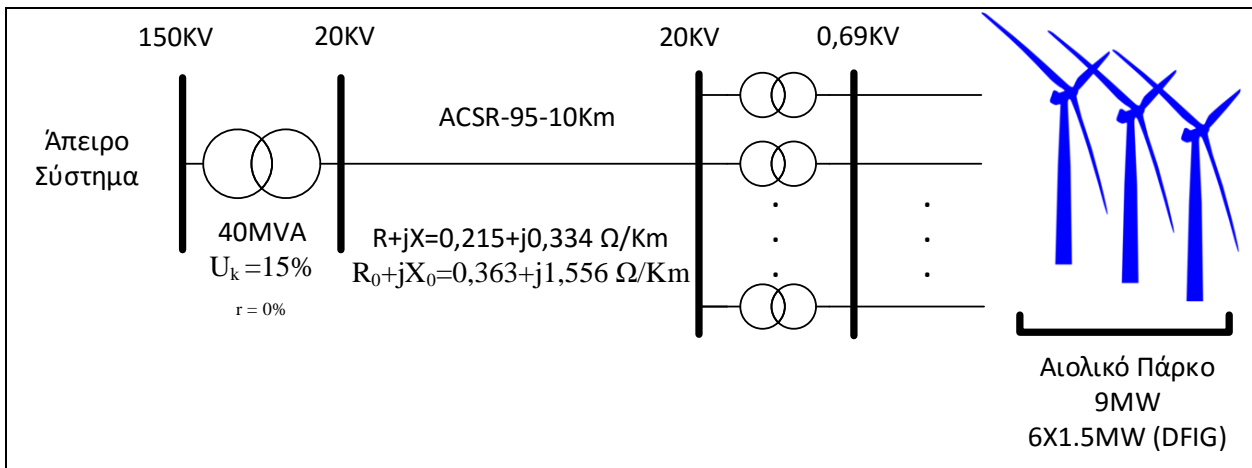 150KV
20KV
20KV
0,69KV
ACSR-95-10Km
Άπειρο
Σύστημα
40MVA
Uk =15%
r = 0%
R+jX=0,215+j0,334 Ω/Km
R0+jX0=0,363+j1,556 Ω/Km
Αιολικό Πάρκο
9MW
6X1.5MW (DFIG)